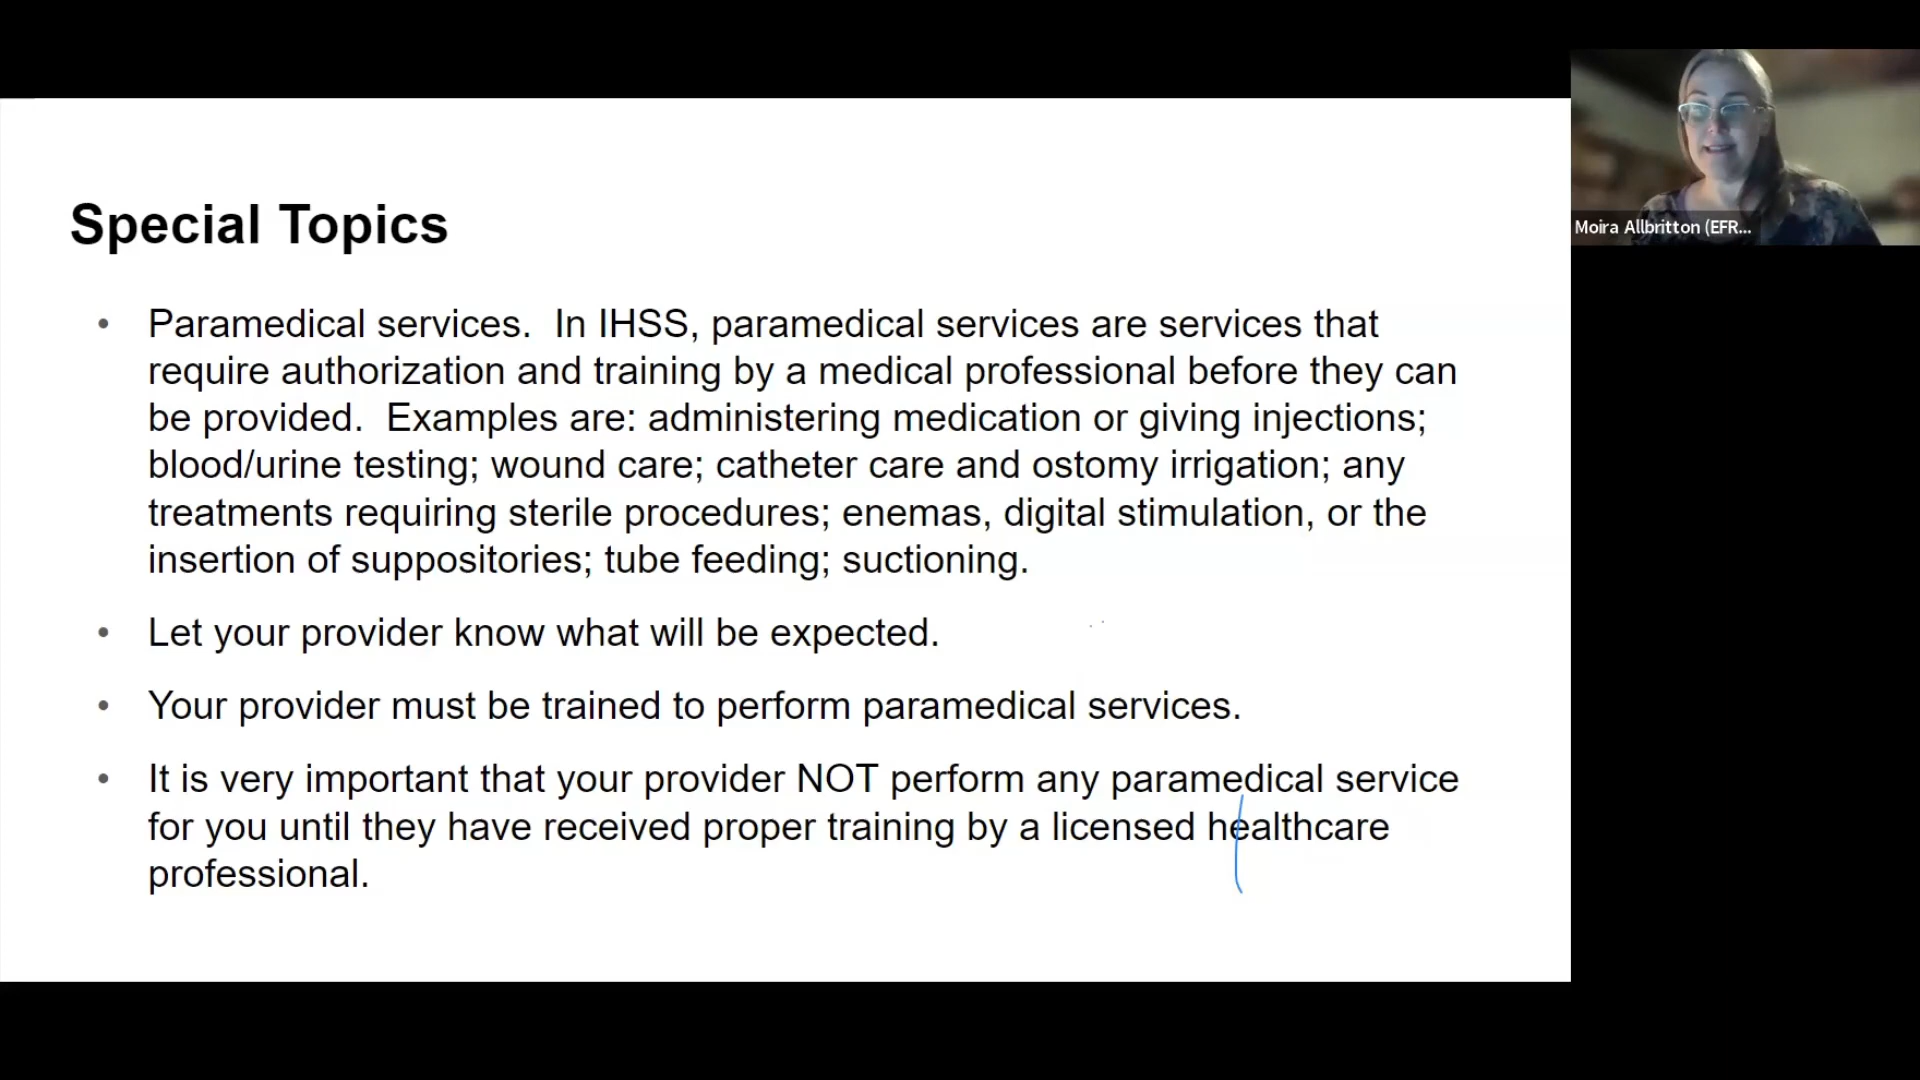 Special Topics
• Paramedical services.  In IHSS, paramedical services are services that
require authorization and training by a medical professional before they can
be provided.  Examples are: administering medication or giving injections;
blood/urine testing; wound care; catheter care and ostomy irrigation; any
treatments requiring sterile procedures; enemas, digital stimulation, or the
insertion of suppositories; tube feeding; suctioning.
• Let your provider know what will be expected.
• Your provider must be trained to perform paramedical services.
• It is very important that your provider NOT perform any paramedical service
for you until they have received proper training by a licensed healthcare
professional.
Moira Allbritton (EFR...